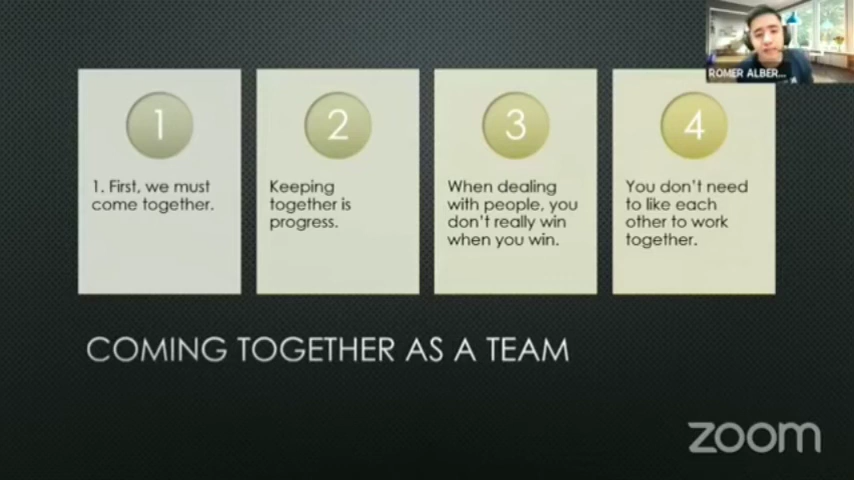 ROMER ALBER...
1
1. First, we must
come together.
2
Keeping
together is
progress.
3
When dealing
with people, you
don't really win
when you win.
4
You don't need
to like each
other to work
together.
COMING TOGETHER AS A TEAM
zoom